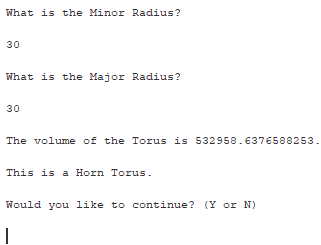 What is the Minor Radius?
30
What is the Major Radius?
30
The volume of the Torus is 532958.6376588253.
This is a Horn Torus.
Would you like to continue? (Y or N)